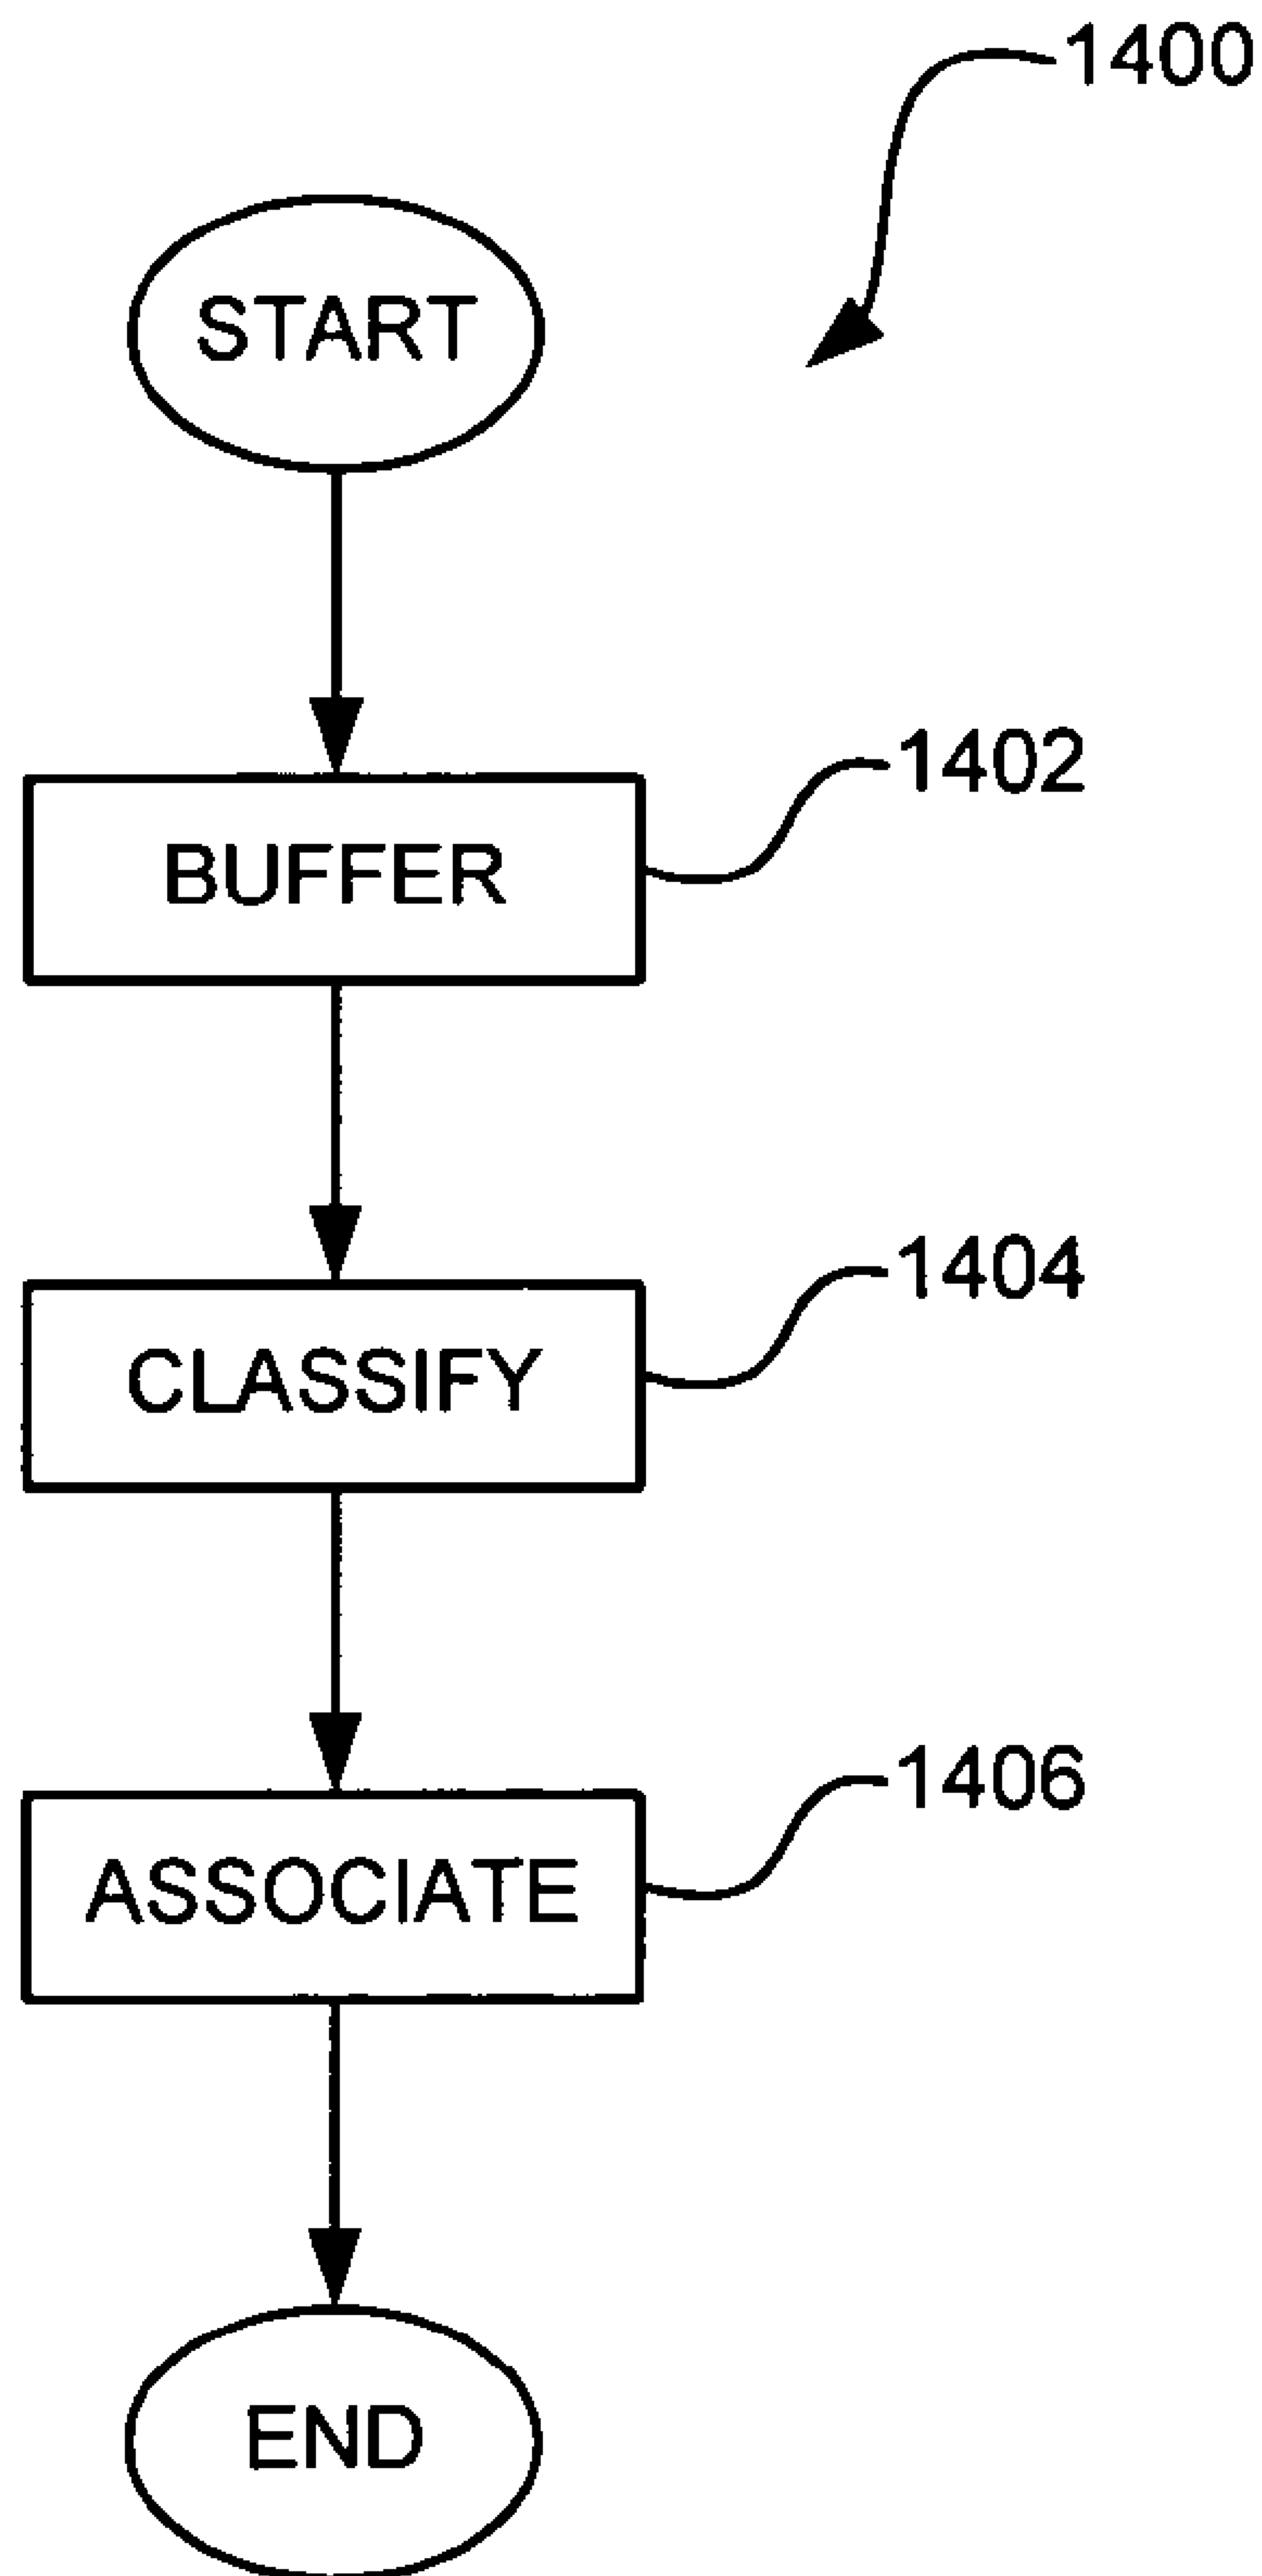 1400
START
BUFFER
1402
CLASSIFY
1404
ASSOCIATE
1406
END